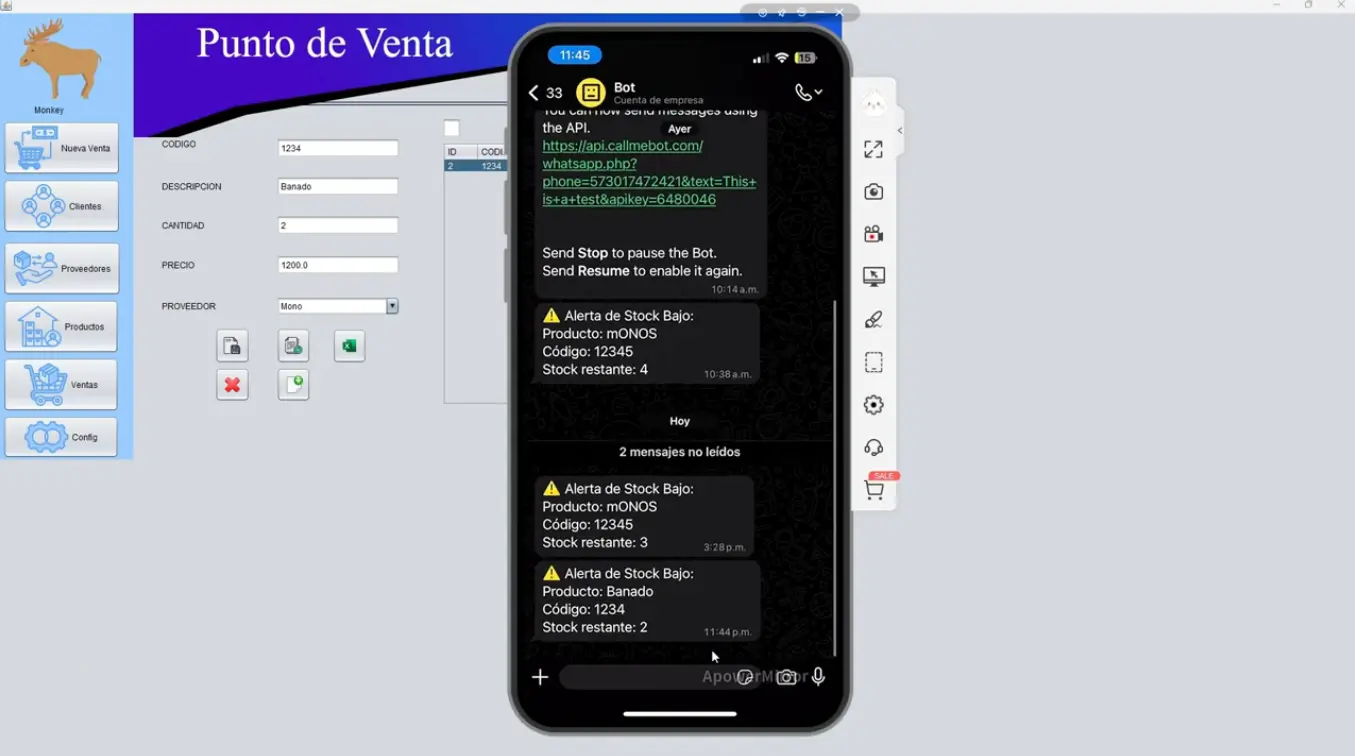 Punto de Venta
Monkey
Nueva Venta
Clientes
Proveedores
Productos
Ventas
Config
CODIGO
1234
DESCRIPCION
Banado
CANTIDAD
2
PRECIO
1200.0
PROVEEDOR
Mono
ID CODI...
2 1234
11:45
15
33
Bot
Cuenta de empresa
You can now send messages using
the API.
Ayer
https://api.callmebot.com/
whatsapp.php?
phone=573017472421&text=This+
is+a+test&apikey=6480046
Send Stop to pause the Bot.
Send Resume to enable it again.
10:14 a.m.
⚠️ Alerta de Stock Bajo:
Producto: mONOS
Código: 12345
Stock restante: 4
10:38 a.m.
Hoy
2 mensajes no leídos
⚠️ Alerta de Stock Bajo:
Producto: mONOS
Código: 12345
Stock restante: 3
3:28 p.m.
⚠️ Alerta de Stock Bajo:
Producto: Banado
Código: 1234
Stock restante: 2
11:44 p.m.
ApowerMirror
SALE